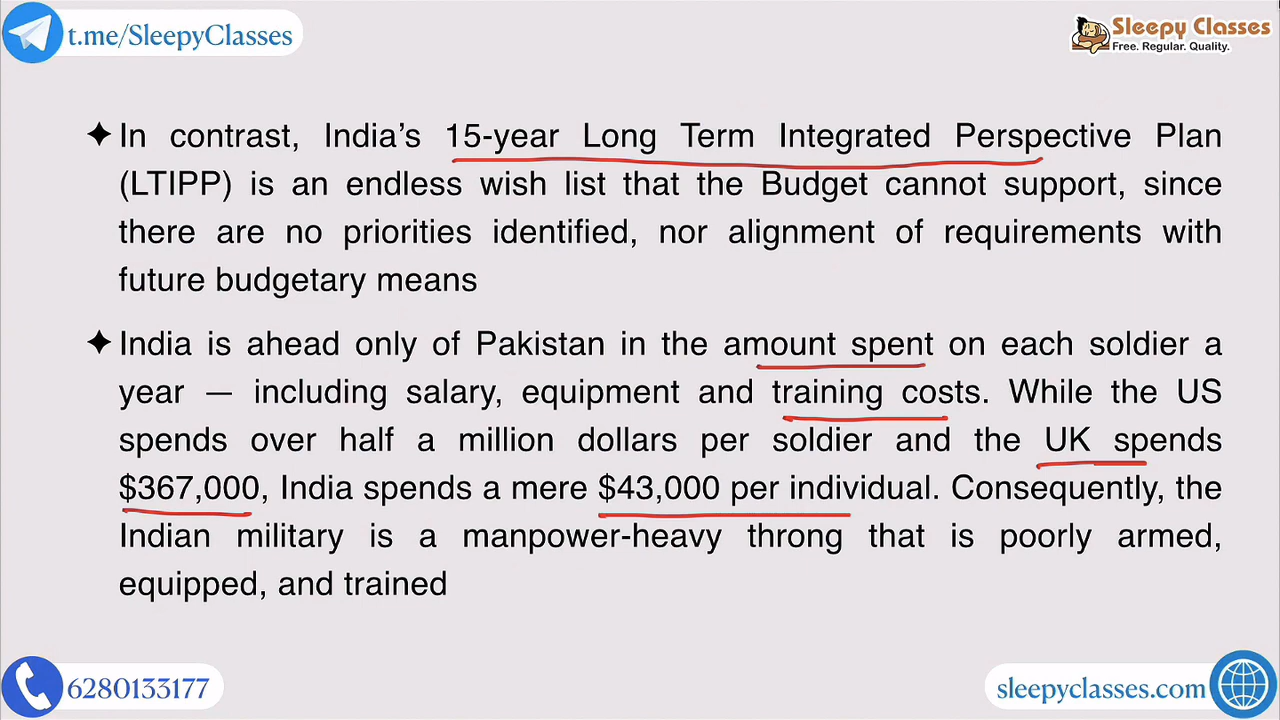 t.me/SleepyClasses
Sleepy Classes
Free. Regular. Quality.
✦ In contrast, India’s 15-year Long Term Integrated Perspective Plan
(LTIPP) is an endless wish list that the Budget cannot support, since
there are no priorities identified, nor alignment of requirements with
future budgetary means
✦ India is ahead only of Pakistan in the amount spent on each soldier a
year — including salary, equipment and training costs. While the US
spends over half a million dollars per soldier and the UK spends
$367,000, India spends a mere $43,000 per individual. Consequently, the
Indian military is a manpower-heavy throng that is poorly armed,
equipped, and trained
6280133177
sleepyclasses.com